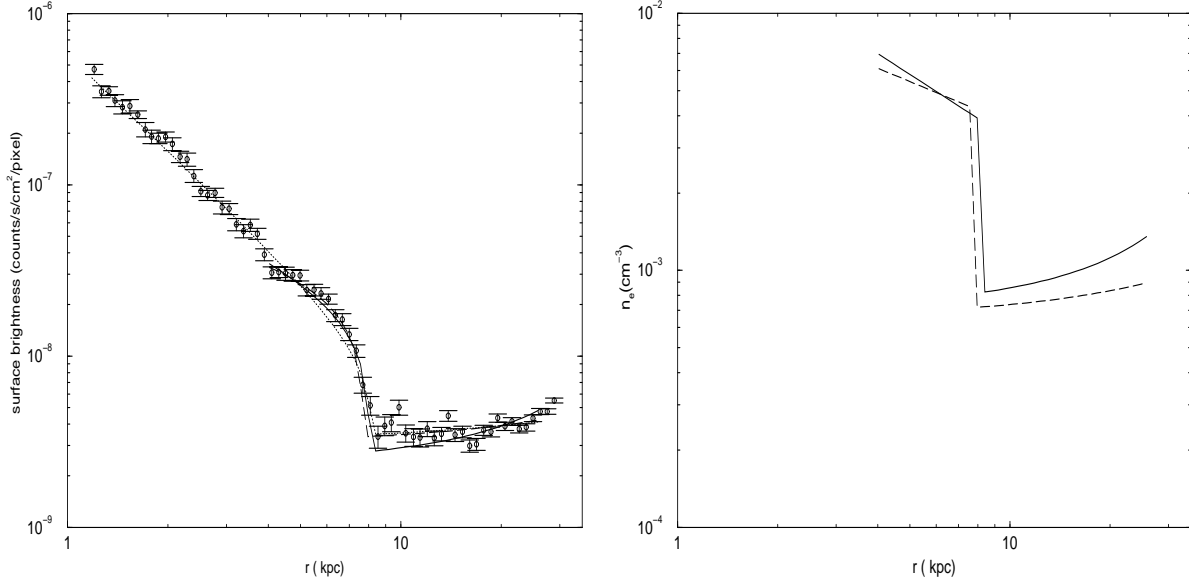 10⁻⁶
10⁻⁷
10⁻⁸
10⁻⁹
surface brightness (counts/s/cm²/pixel)
1
10
r ( kpc)
10⁻²
10⁻³
10⁻⁴
nₑ(cm⁻³)
1
10
r ( kpc)